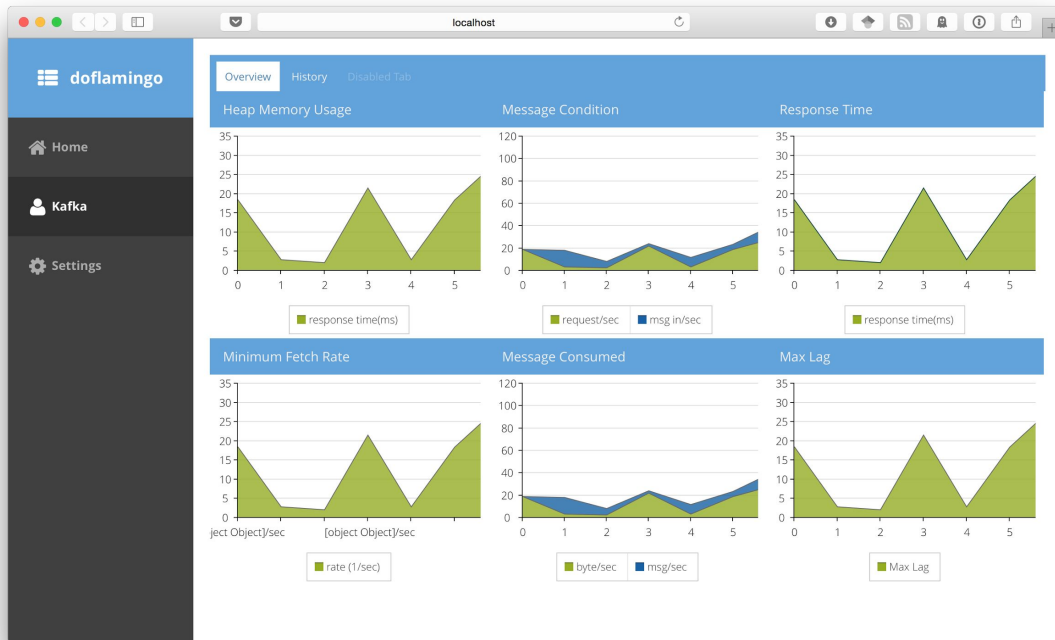 localhost
doflamingo
Home
Kafka
Settings
Overview History Disabled Tab
Heap Memory Usage
35
30
25
20
15
10
5
0
0 1 2 3 4 5
response time(ms)
Message Condition
120
100
80
60
40
20
0
0 1 2 3 4 5
request/sec msg in/sec
Response Time
35
30
25
20
15
10
5
0
0 1 2 3 4 5
response time(ms)
Minimum Fetch Rate
35
30
25
20
15
10
5
0
ject Object]/sec [object Object]/sec
rate (1/sec)
Message Consumed
120
100
80
60
40
20
0
0 1 2 3 4 5
byte/sec msg/sec
Max Lag
35
30
25
20
15
10
5
0
0 1 2 3 4 5
Max Lag